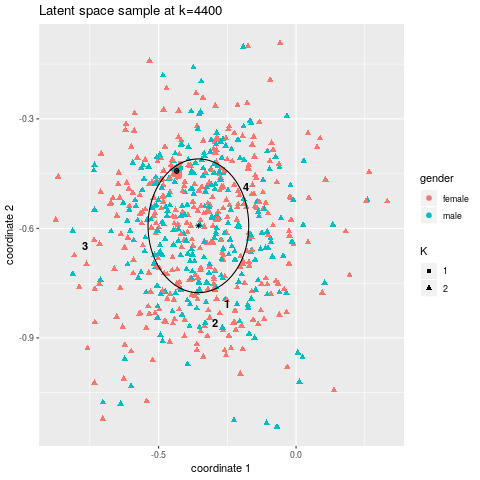 Latent space sample at k=4400
-0.3
-0.6
-0.9
coordinate 2
4
3
1
2
-0.5
0.0
coordinate 1
gender
female
male
K
1
2